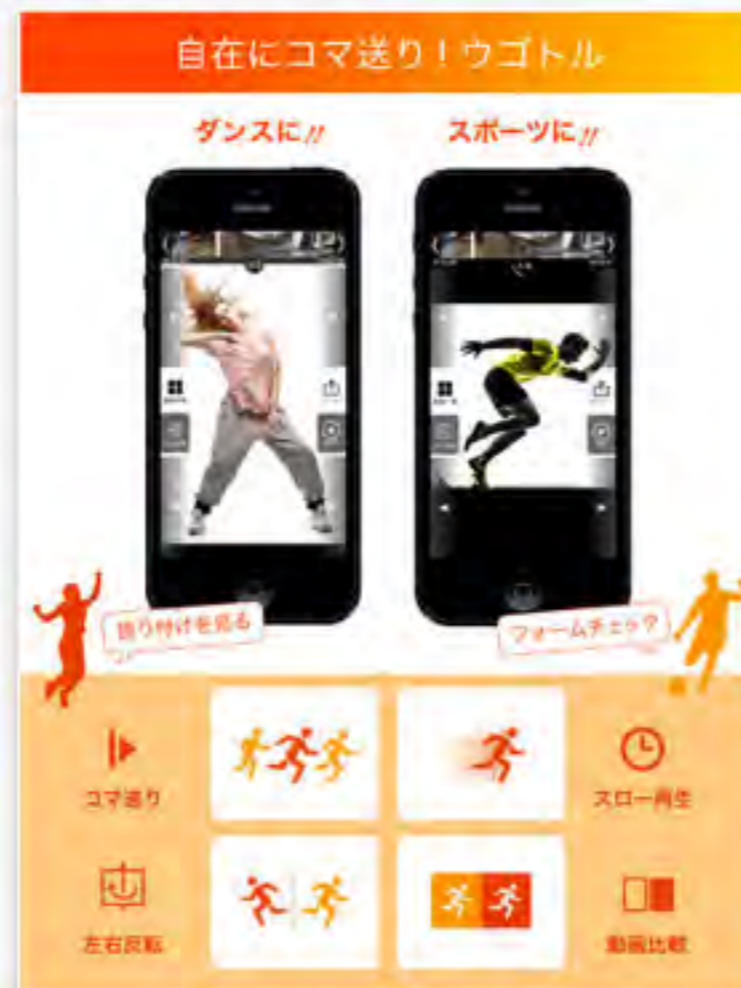 自在にコマ送り！ウゴトル
ダンスに!!
スポーツに!!
振り付けを見る
フォームチェック
コマ送り
スロー再生
左右反転
動画比較